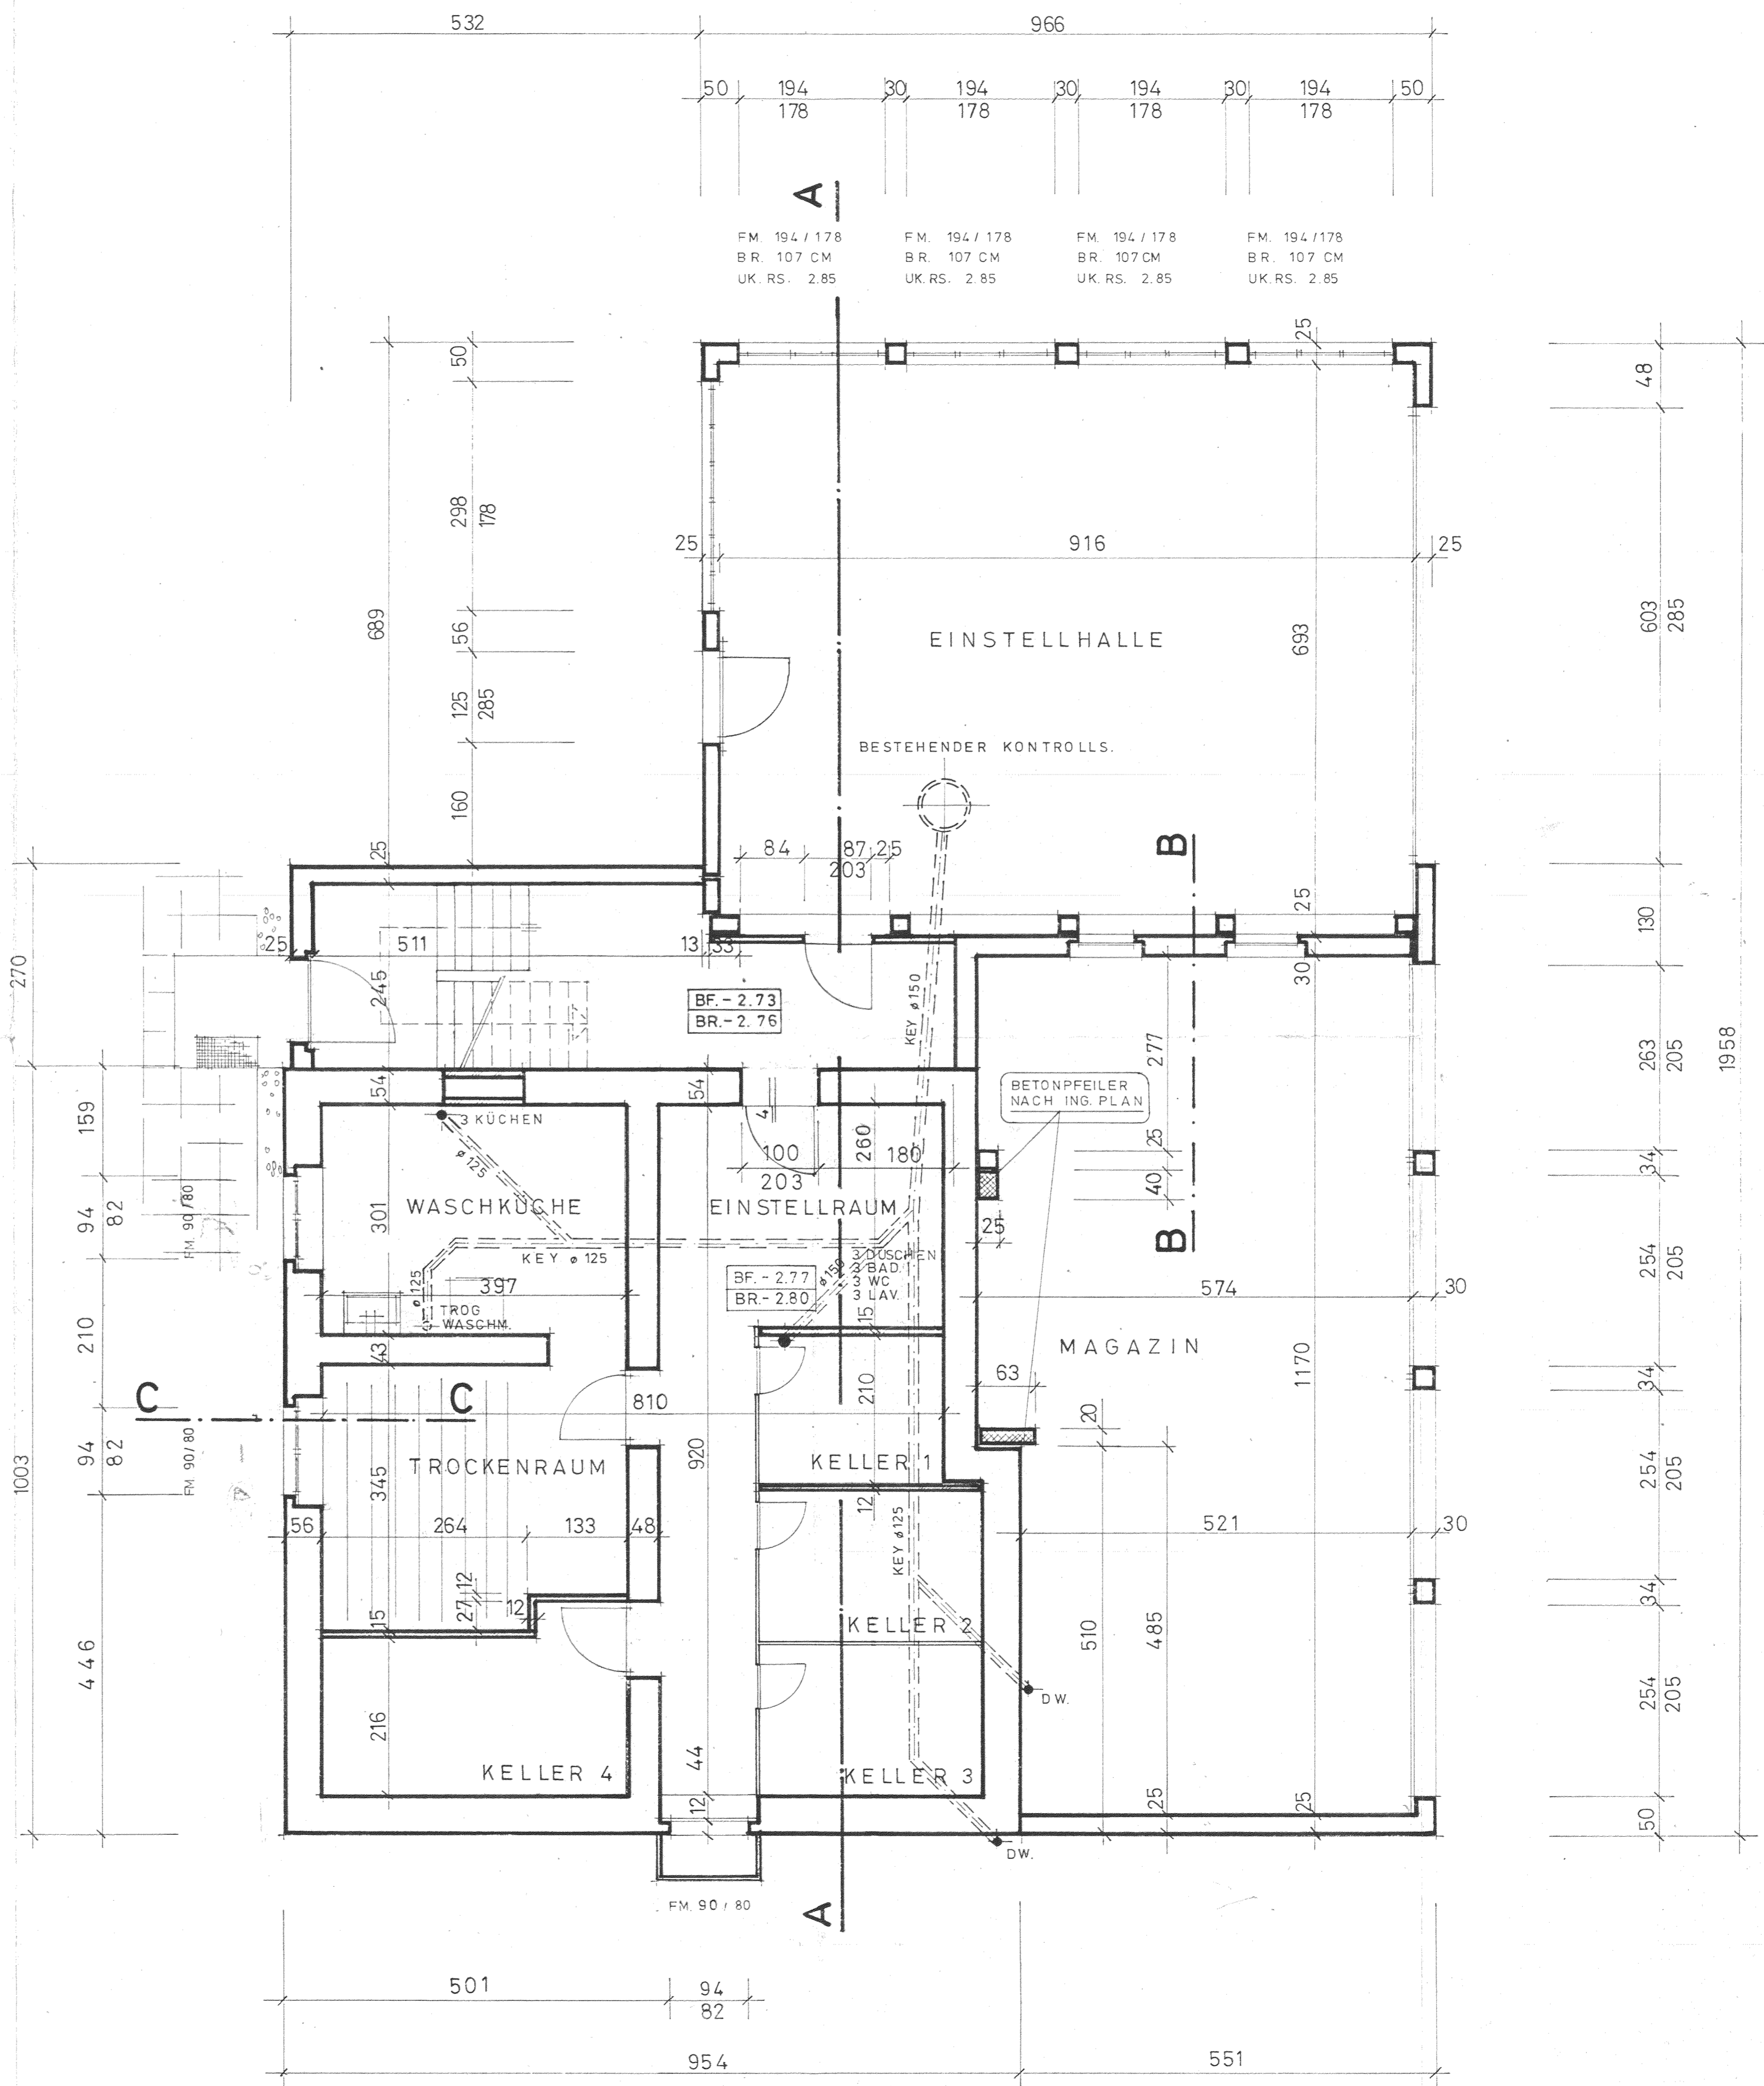 532
966
50 194 30 194 30 194 30 194 50
178 178 178 178
A
FM. 194 / 178
BR. 107 CM
UK. RS. 2.85
FM. 194 / 178
BR. 107 CM
UK. RS. 2.85
FM. 194 / 178
BR. 107 CM
UK. RS. 2.85
FM. 194 / 178
BR. 107 CM
UK. RS. 2.85
25
50
48
298
178
25
916
25
689
56
EINSTELLHALLE
693
603
285
125
285
BESTEHENDER KONTROLLS.
160
25
84
87
25
203
B
25
130
270
25
511
13
33
245
30
BF. - 2.73
BR. - 2.76
KEY ø 150
277
263
205
1958
54
54
BETONPFEILER
NACH ING. PLAN
159
3 KÜCHEN
ø 125
4
100
203
260
180
25
40
34
94
82
FM. 90 / 80
301
WASCHKÜCHE
EINSTELLRAUM
25
B
KEY ø 125
254
205
ø 125
397
BF. - 2.77
BR. - 2.80
ø 150
3 DUSCHEN
3 BAD.
3 WC
3 LAV.
574
30
TROG
WASCHM.
15
210
43
MAGAZIN
1170
34
C
C
810
210
63
20
94
82
FM 90 / 80
1003
TROCKENRAUM
345
920
KELLER 1
12
254
205
56
264
133
48
KEY ø 125
521
30
12
27
12
15
KELLER 2
510
485
34
446
DW.
254
205
216
44
KELLER 4
KELLER 3
12
25
25
50
DW.
FM. 90 / 80
A
501
94
82
954
551